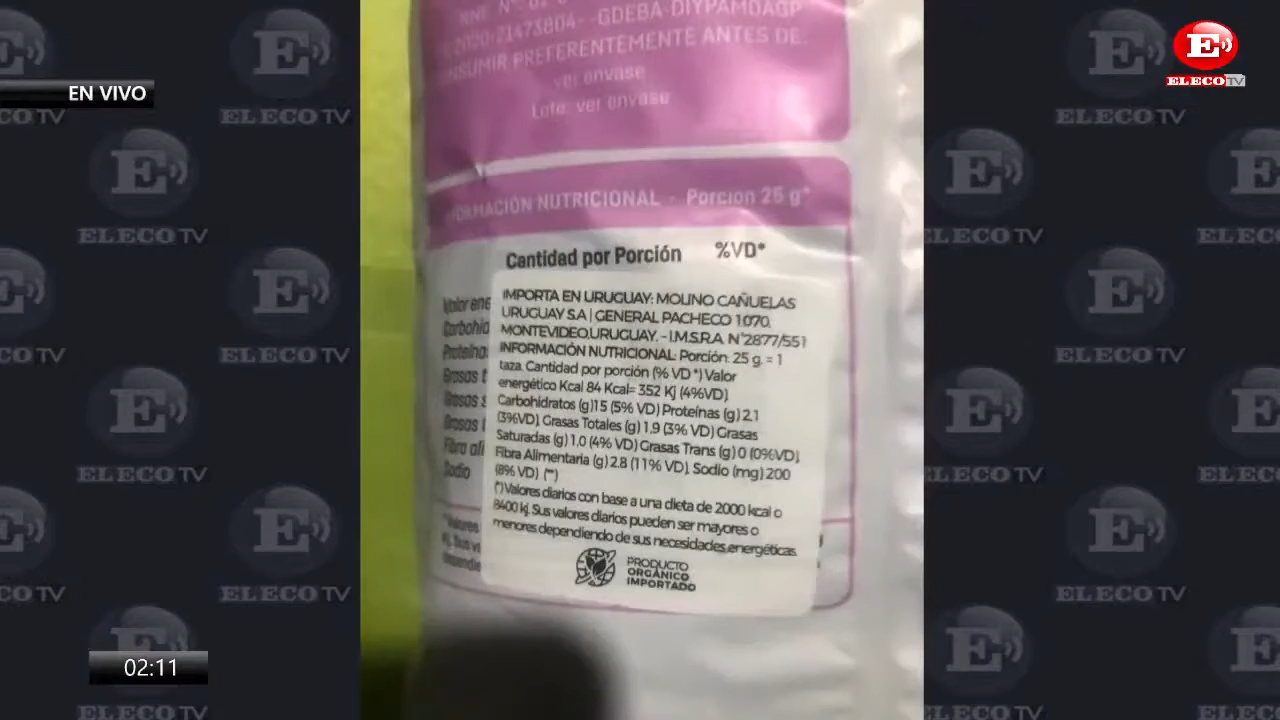 EN VIVO
ELECO TV
-GDEBA-DIYPAMDAGP
CONSUMIR PREFERENTEMENTE ANTES DE:
ver envase
Lote: ver envase
INFORMACIÓN NUTRICIONAL - Porción 25 g*
Cantidad por Porción %VD*
IMPORTA EN URUGUAY: MOLINO CAÑUELAS
URUGUAY S.A | GENERAL PACHECO 1070,
MONTEVIDEO,URUGUAY. - I.M.S.R.A. N°2877/551
INFORMACIÓN NUTRICIONAL: Porción: 25 g. = 1
taza. Cantidad por porción (% VD *) Valor
energético Kcal 84 Kcal= 352 Kj (4%VD),
Carbohidratos (g)15 (5% VD) Proteínas (g) 2,1
(3%VD), Grasas Totales (g) 1,9 (3% VD) Grasas
Saturadas (g) 1,0 (4% VD) Grasas Trans (g) 0 (0%VD),
Fibra Alimentaria (g) 2.8 (11% VD), Sodio (mg) 200
(8% VD) (**)
(*) Valores diarios con base a una dieta de 2000 kcal o
8400 kj. Sus valores diarios pueden ser mayores o
menores dependiendo de sus necesidades energéticas.
PRODUCTO
ORGÁNICO
IMPORTADO
Valor ene
Carbohid
Proteína
Grasas t
Grasas s
Grasas t
Fibra ali
Sodio
02:11